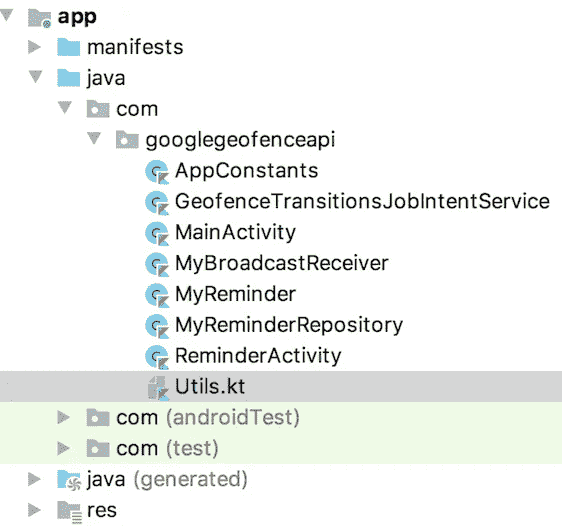 app
manifests
java
com
googlegeofenceapi
AppConstants
GeofenceTransitionsJobIntentService
MainActivity
MyBroadcastReceiver
MyReminder
MyReminderRepository
ReminderActivity
Utils.kt
com (androidTest)
com (test)
java (generated)
res